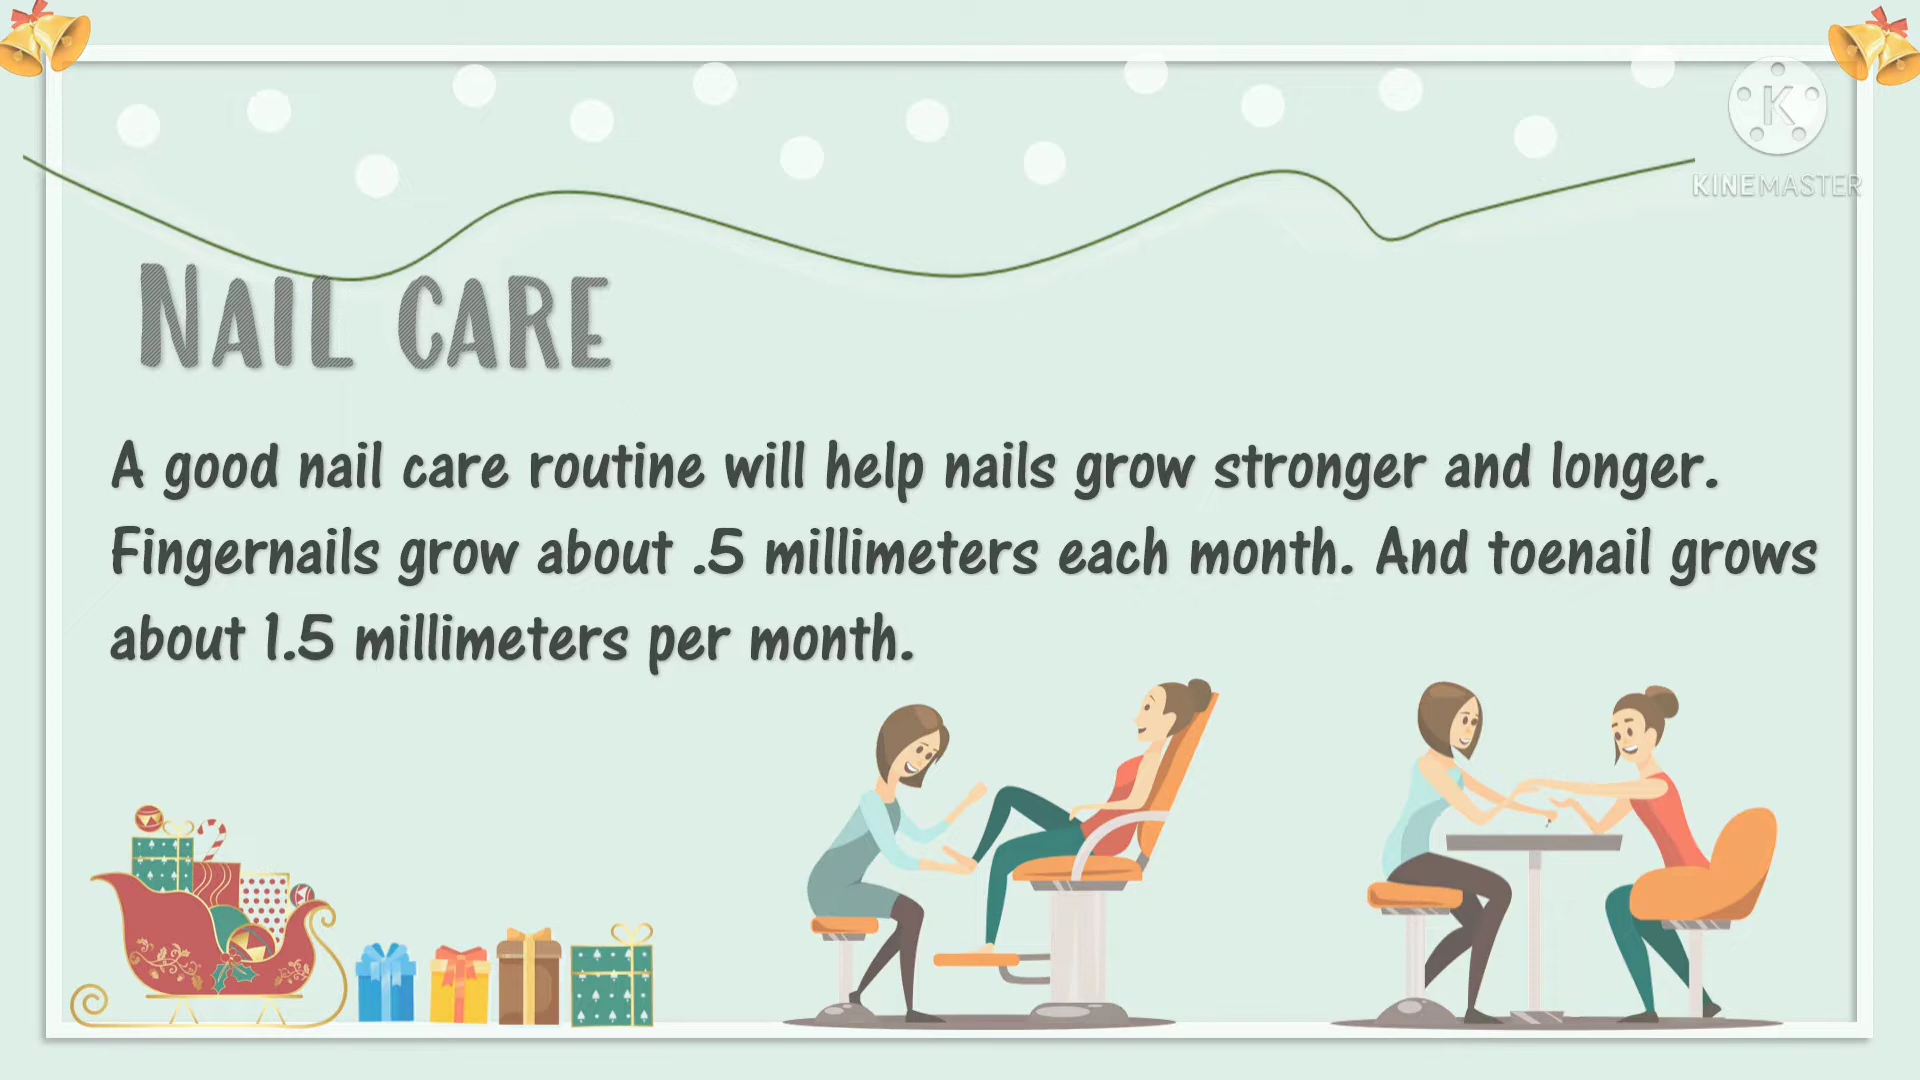 K
KINEMASTER
NAIL CARE
A good nail care routine will help nails grow stronger and longer.
Fingernails grow about .5 millimeters each month. And toenail grows
about 1.5 millimeters per month.